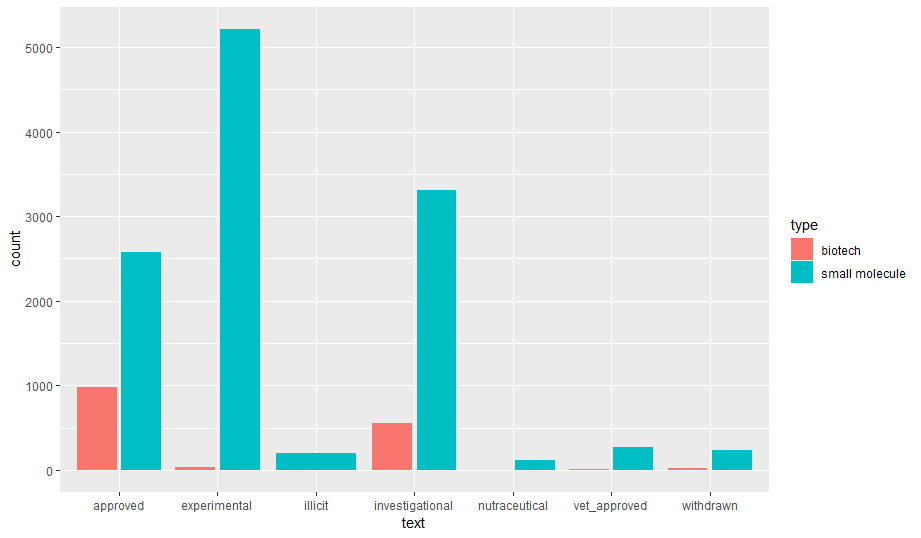 count
5000
4000
3000
2000
1000
0
approved experimental illicit investigational nutraceutical vet_approved withdrawn
text
type
biotech
small molecule